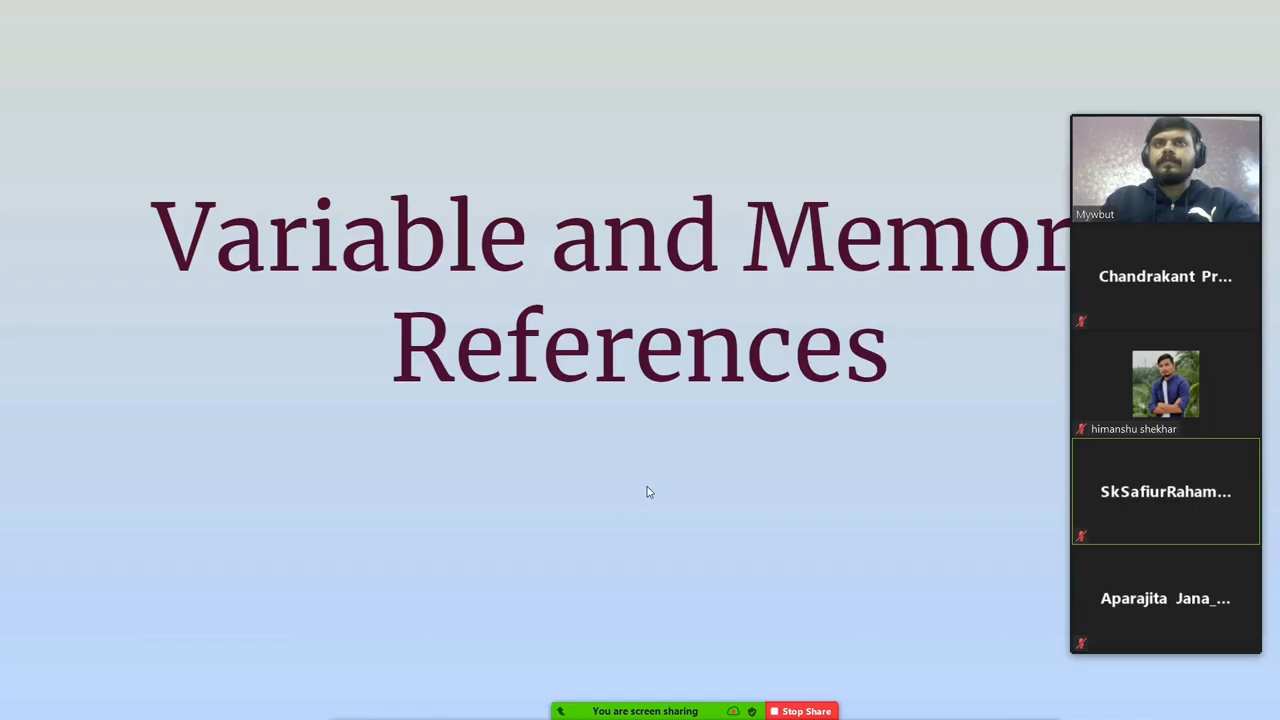 Variable and Memor
References
Mywbut
Chandrakant Pr...
himanshu shekhar
SkSafiurRaham...
Aparajita Jana_...
You are screen sharing
Stop Share